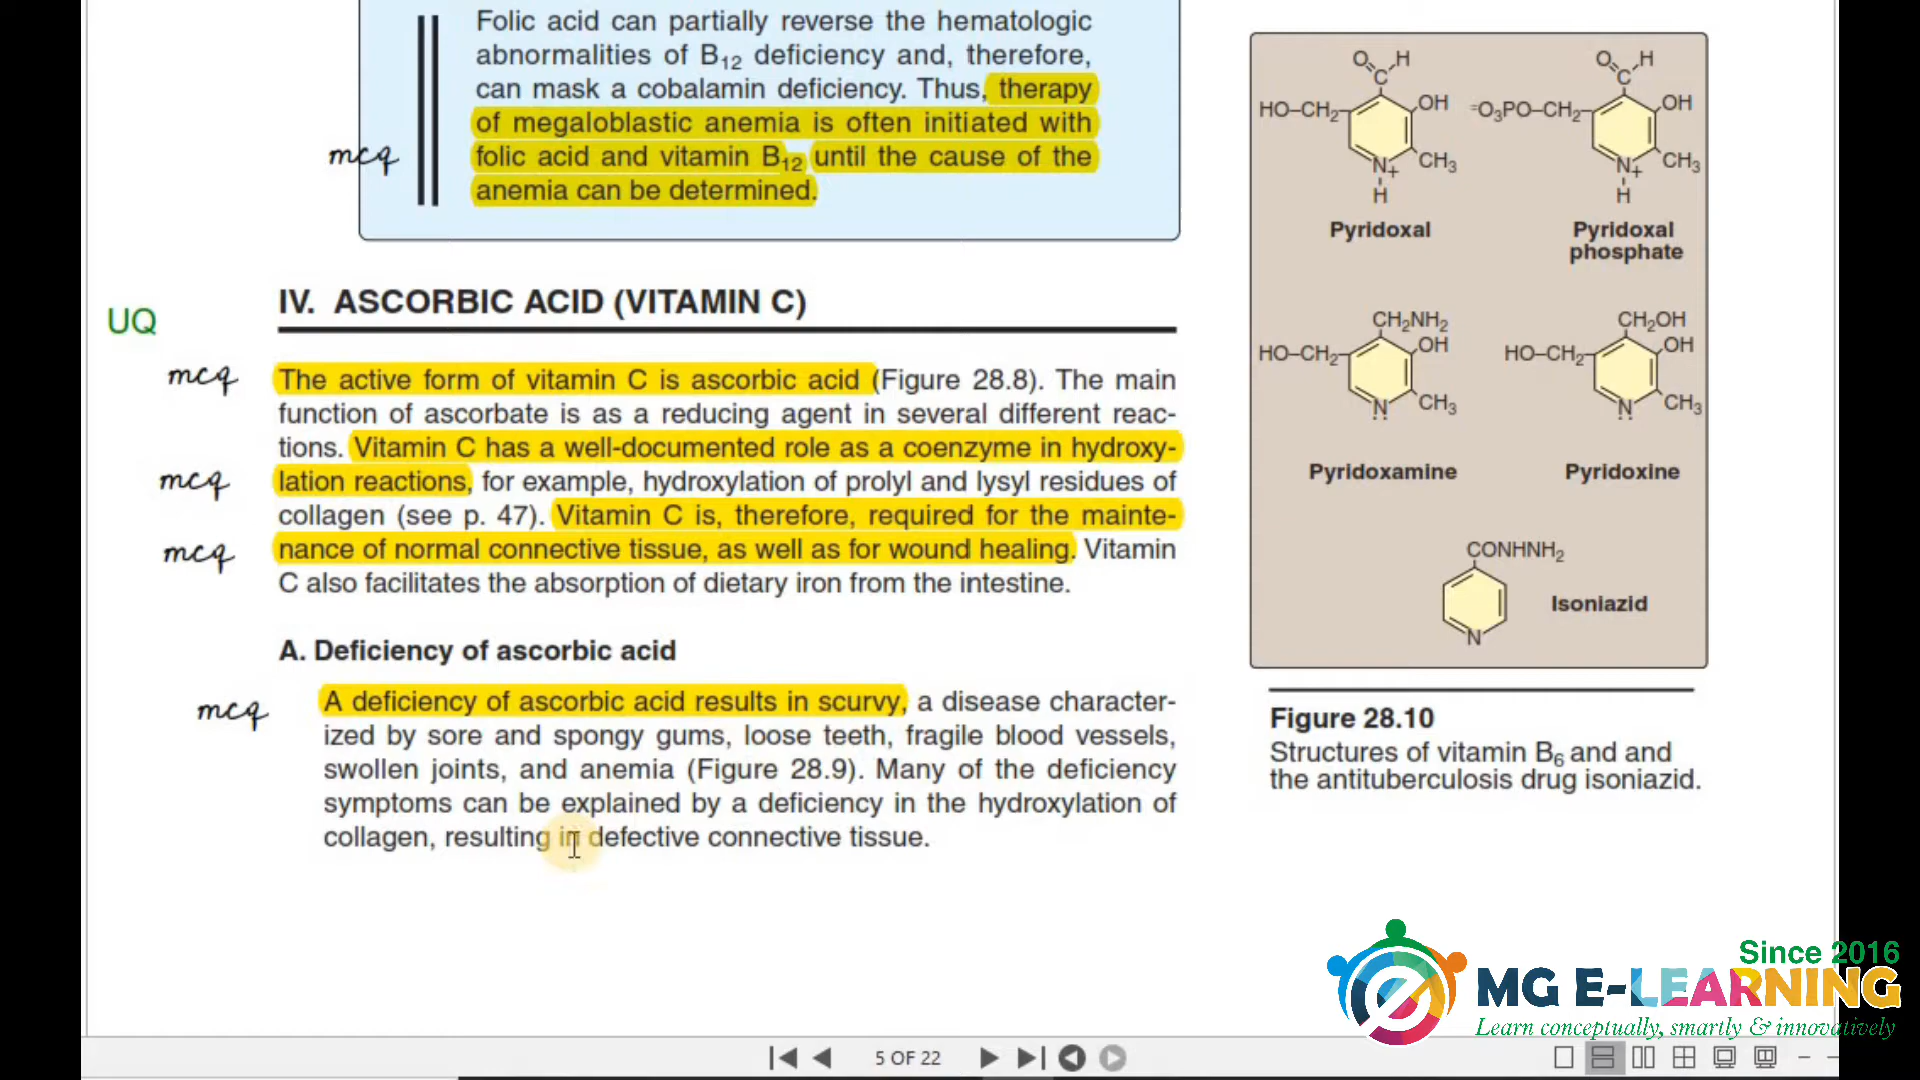 Folic acid can partially reverse the hematologic
abnormalities of B12 deficiency and, therefore,
can mask a cobalamin deficiency. Thus, therapy
of megaloblastic anemia is often initiated with
mcq
folic acid and vitamin B12 until the cause of the
anemia can be determined.
UQ
IV. ASCORBIC ACID (VITAMIN C)
mcq
The active form of vitamin C is ascorbic acid (Figure 28.8). The main
function of ascorbate is as a reducing agent in several different reac-
tions. Vitamin C has a well-documented role as a coenzyme in hydroxy-
mcq
lation reactions, for example, hydroxylation of prolyl and lysyl residues of
collagen (see p. 47). Vitamin C is, therefore, required for the mainte-
mcq
nance of normal connective tissue, as well as for wound healing. Vitamin
C also facilitates the absorption of dietary iron from the intestine.
A. Deficiency of ascorbic acid
mcq
A deficiency of ascorbic acid results in scurvy, a disease character-
ized by sore and spongy gums, loose teeth, fragile blood vessels,
swollen joints, and anemia (Figure 28.9). Many of the deficiency
symptoms can be explained by a deficiency in the hydroxylation of
collagen, resulting in defective connective tissue.
O H
C
HO–CH2 OH
CH3
N+
H
Pyridoxal
O H
C
=O3PO–CH2 OH
CH3
N+
H
Pyridoxal
phosphate
CH2NH2
HO–CH2 OH
CH3
N
Pyridoxamine
CH2OH
HO–CH2 OH
CH3
N
Pyridoxine
CONHNH2
N
Isoniazid
Figure 28.10
Structures of vitamin B6 and and
the antituberculosis drug isoniazid.
Since 2016
MG E-LEARNING
Learn conceptually, smartly & innovatively
5 OF 22